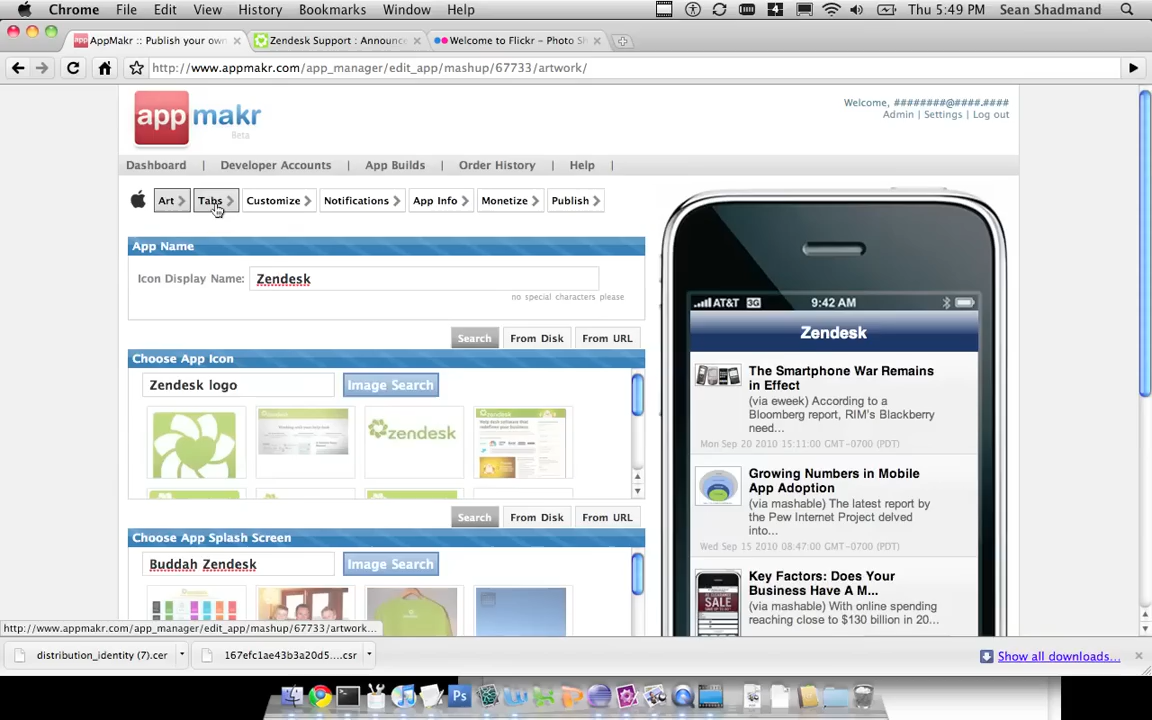 Chrome File Edit View History Bookmarks Window Help 4 Thu 5:49 PM Sean Shadmand
AppMakr :: Publish your own Zendesk Support : Announce Welcome to Flickr - Photo Sh
http://www.appmakr.com/app_manager/edit_app/mashup/67733/artwork/
appmakr
Beta
Welcome, ########@####.####
Admin | Settings | Log out
Dashboard | Developer Accounts | App Builds | Order History | Help |
Art Tabs Customize Notifications App Info Monetize Publish
App Name
Icon Display Name: Zendesk
no special characters please
Search From Disk From URL
Choose App Icon
Zendesk logo Image Search
zendesk
Search From Disk From URL
Choose App Splash Screen
Buddah Zendesk Image Search
AT&T 3G 9:42 AM
Zendesk
The Smartphone War Remains
in Effect
(via eweek) According to a
Bloomberg report, RIM's Blackberry
need...
Mon Sep 20 2010 15:11:00 GMT-0700 (PDT)
Growing Numbers in Mobile
App Adoption
(via mashable) The latest report by
the Pew Internet Project delved
into...
Wed Sep 15 2010 08:47:00 GMT-0700 (PDT)
Key Factors: Does Your
Business Have A M...
(via mashable) With online spending
reaching close to $130 billion in 20...
SALE
http://www.appmakr.com/app_manager/edit_app/mashup/67733/artwork...
distribution_identity (7).cer 167efc1ae43b3a20d5....csr Show all downloads...
Ps